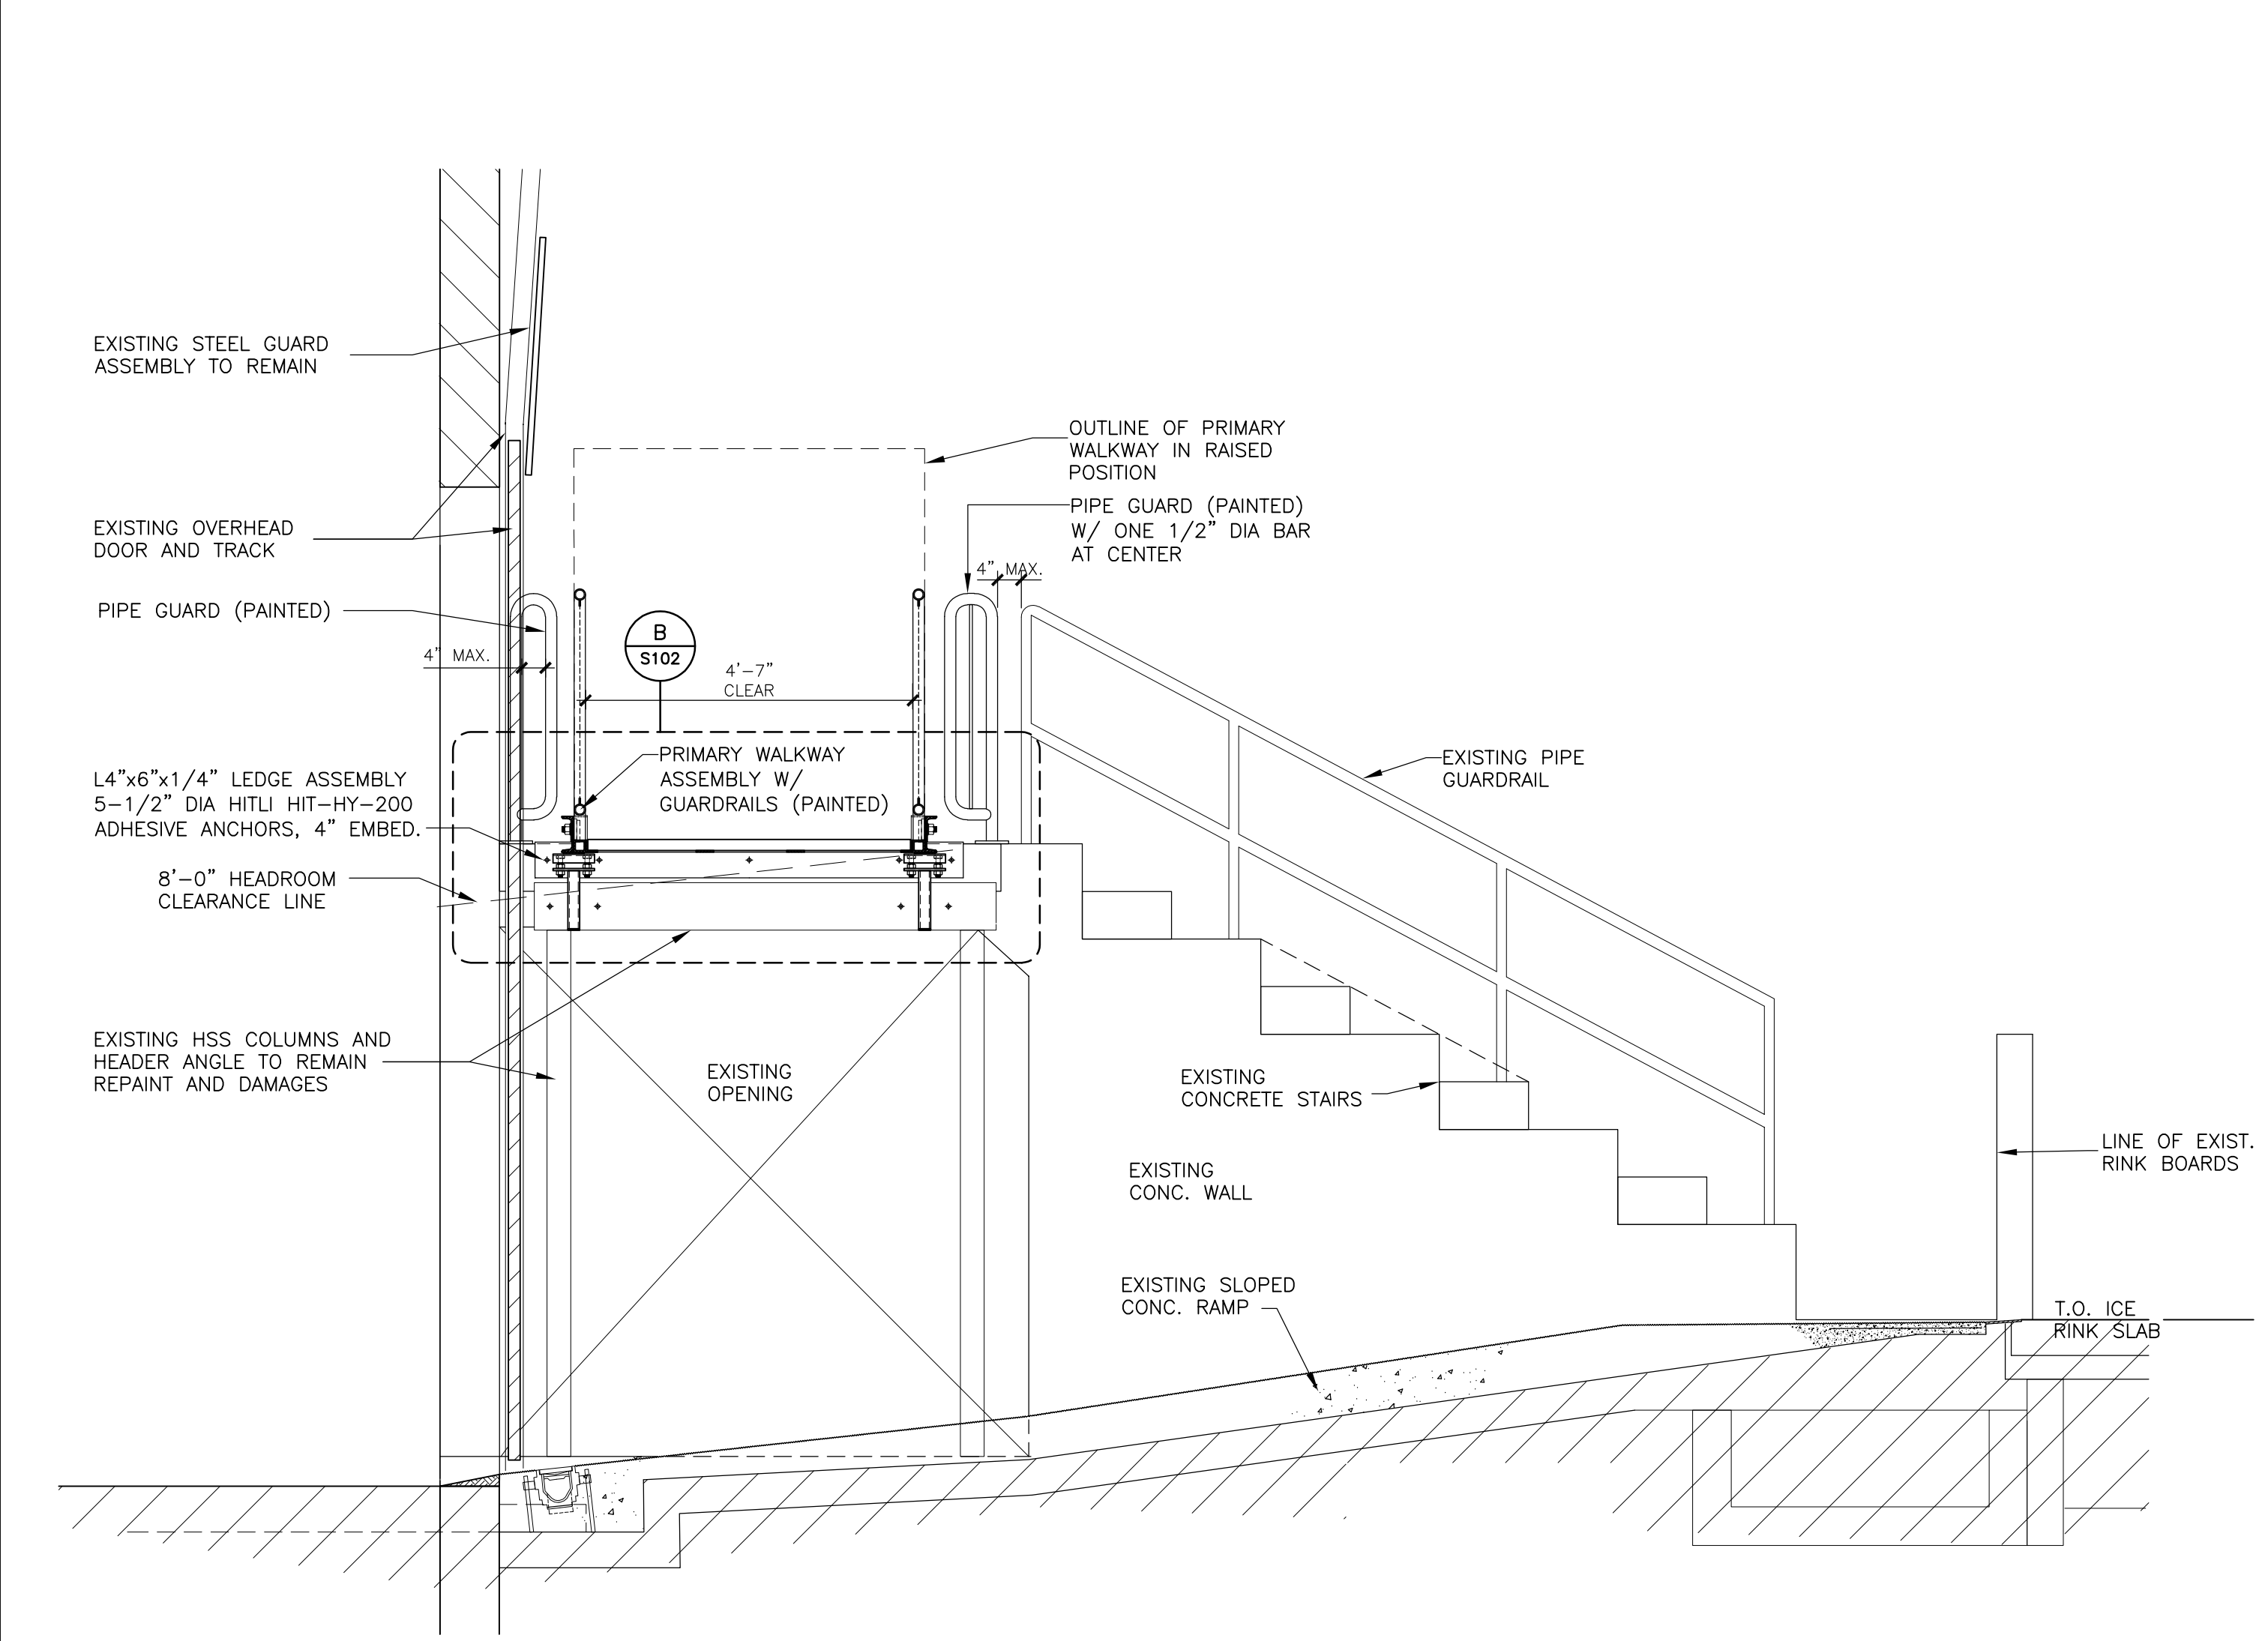 EXISTING STEEL GUARD
ASSEMBLY TO REMAIN
OUTLINE OF PRIMARY
WALKWAY IN RAISED
POSITION
PIPE GUARD (PAINTED)
W/ ONE 1/2" DIA BAR
AT CENTER
EXISTING OVERHEAD
DOOR AND TRACK
4" MAX.
PIPE GUARD (PAINTED)
B
S102
4" MAX.
4'-7"
CLEAR
PRIMARY WALKWAY
ASSEMBLY W/
GUARDRAILS (PAINTED)
EXISTING PIPE
GUARDRAIL
L4"x6"x1/4" LEDGE ASSEMBLY
5-1/2" DIA HITLI HIT-HY-200
ADHESIVE ANCHORS, 4" EMBED.
8'-0" HEADROOM
CLEARANCE LINE
EXISTING HSS COLUMNS AND
HEADER ANGLE TO REMAIN
REPAINT AND DAMAGES
EXISTING
OPENING
EXISTING
CONCRETE STAIRS
EXISTING
CONC. WALL
LINE OF EXIST.
RINK BOARDS
EXISTING SLOPED
CONC. RAMP
T.O. ICE
RINK SLAB